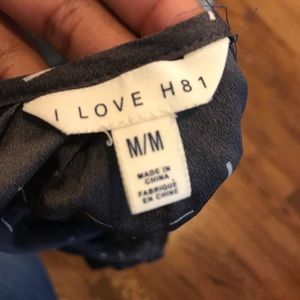 I LOVE H81
M/M
MADE IN
CHINA
FABRIQUÉ
EN CHINE